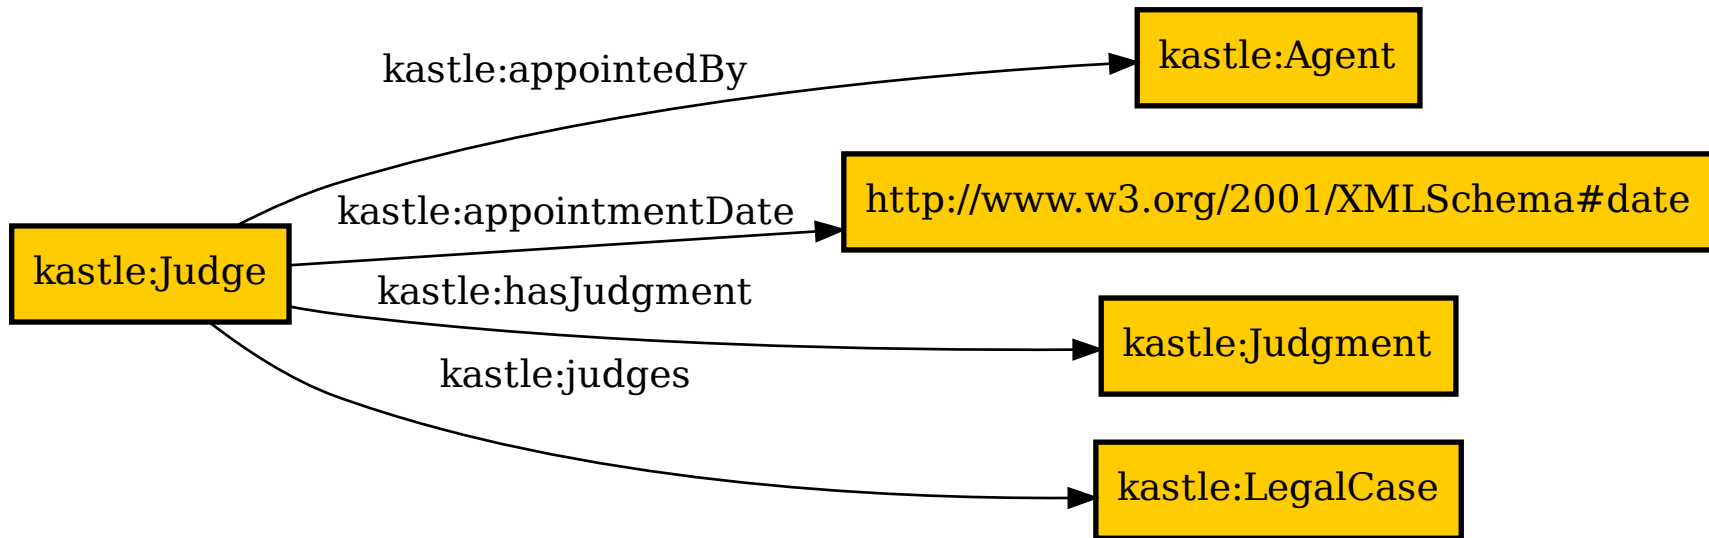 kastle:appointedBy
kastle:Agent
kastle:appointmentDate
http://www.w3.org/2001/XMLSchema#date
kastle:Judge
kastle:hasJudgment
kastle:Judgment
kastle:judges
kastle:LegalCase